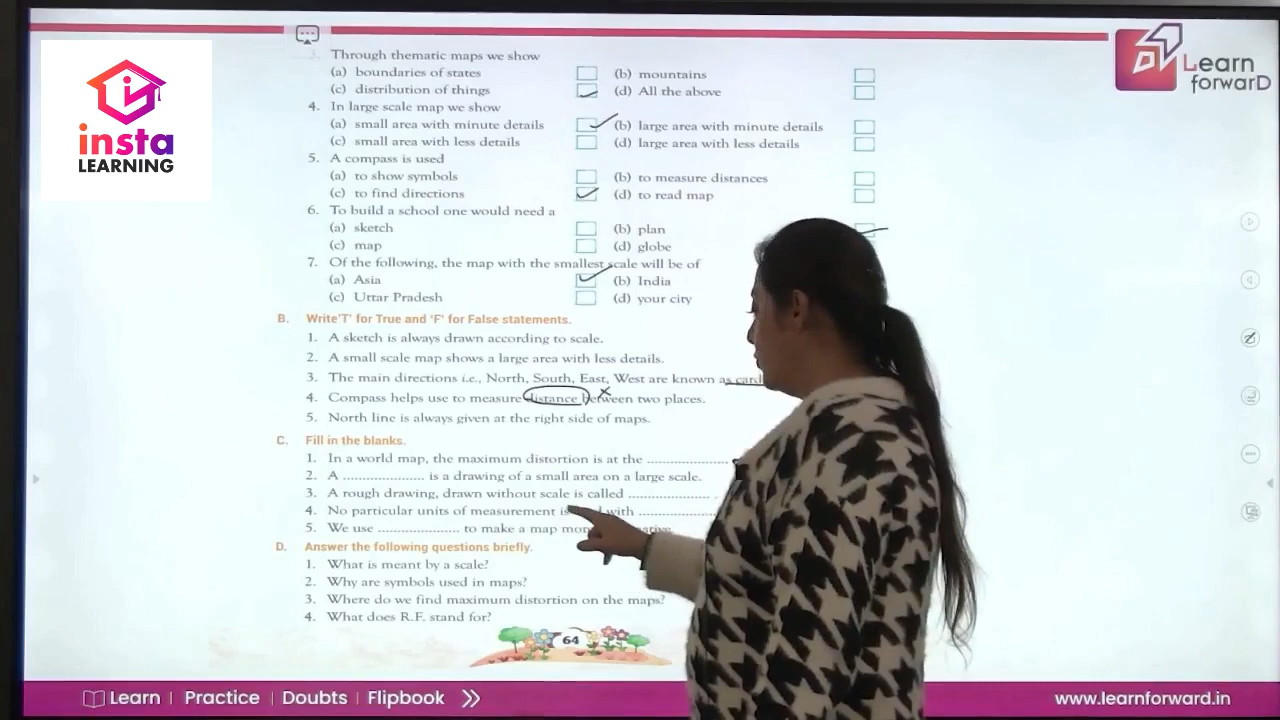 insta
LEARNING
Learn
forwarD
3. Through thematic maps we show
(a) boundaries of states (b) mountains
(c) distribution of things (d) All the above
4. In large scale map we show
(a) small area with minute details (b) large area with minute details
(c) small area with less details (d) large area with less details
5. A compass is used
(a) to show symbols (b) to measure distances
(c) to find directions (d) to read map
6. To build a school one would need a
(a) sketch (b) plan
(c) map (d) globe
7. Of the following, the map with the smallest scale will be of
(a) Asia (b) India
(c) Uttar Pradesh (d) your city
B. Write'T' for True and 'F' for False statements.
1. A sketch is always drawn according to scale.
2. A small scale map shows a large area with less details.
3. The main directions i.e., North, South, East, West are known as
4. Compass helps use to measure distance between two places.
5. North line is always given at the right side of maps.
C. Fill in the blanks.
1. In a world map, the maximum distortion is at the ....................
2. A .................... is a drawing of a small area on a large scale.
3. A rough drawing, drawn without scale is called .................... .
4. No particular units of measurement is with ....................
5. We use .................... to make a map
D. Answer the following questions briefly.
1. What is meant by a scale?
2. Why are symbols used in maps?
3. Where do we find maximum distortion on the maps?
4. What does R.F. stand for?
64
Learn | Practice | Doubts | Flipbook
www.learnforward.in